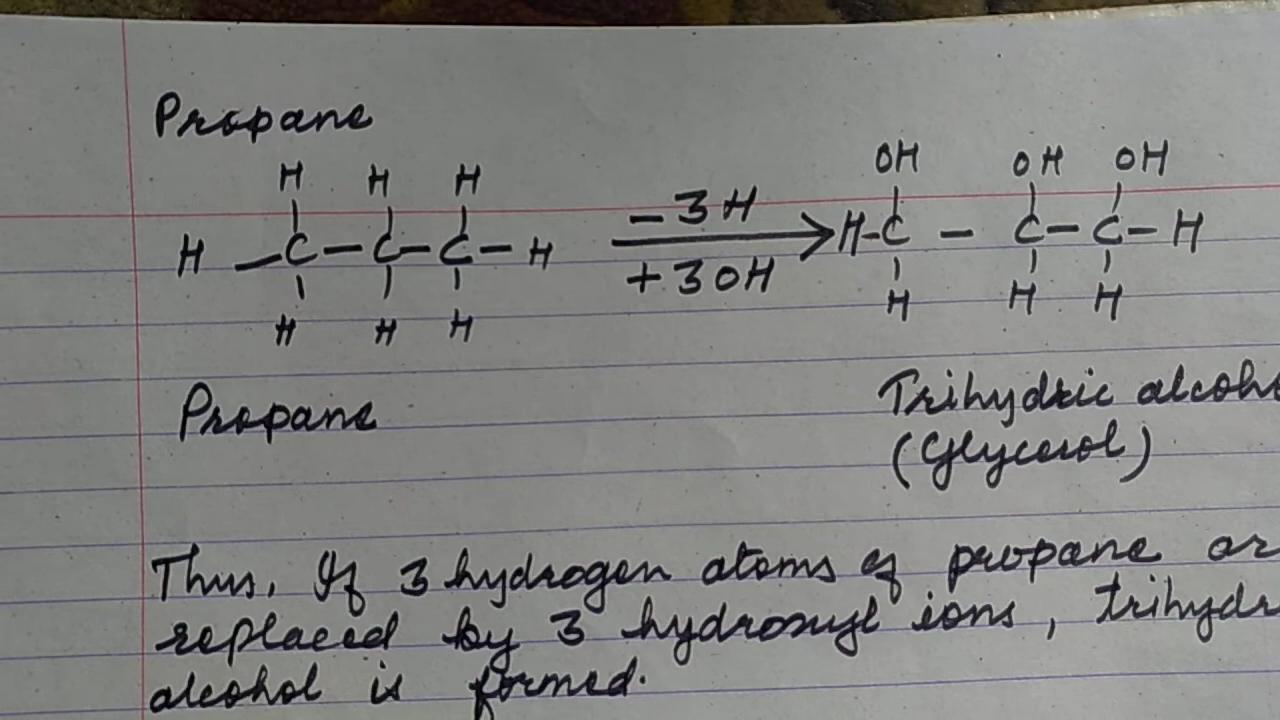 Propane
H H H OH OH OH
H - C - C - C - H - 3H → H - C - C - C - H
+ 3OH
H H H H H H
Propane Trihydric alcoho
(Glycerol)
Thus, If 3 hydrogen atoms of propane ar
replaced by 3 hydroxyl ions, trihydr
alcohol is formed.